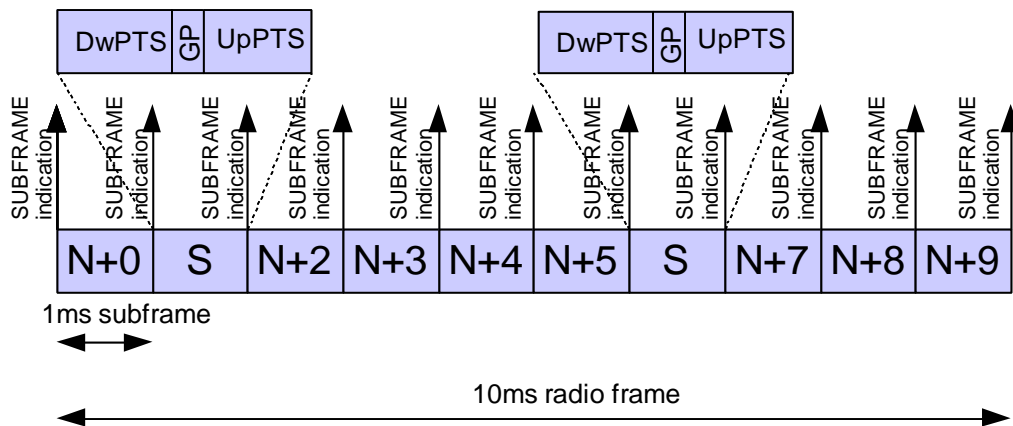 DwPTS GP UpPTS
DwPTS GP UpPTS
SUBFRAME
indication
SUBFRAME
indication
SUBFRAME
indication
SUBFRAME
indication
SUBFRAME
indication
SUBFRAME
indication
SUBFRAME
indication
SUBFRAME
indication
SUBFRAME
indication
SUBFRAME
indication
SUBFRAME
indication
N+0 S N+2 N+3 N+4 N+5 S N+7 N+8 N+9
1ms subframe
10ms radio frame